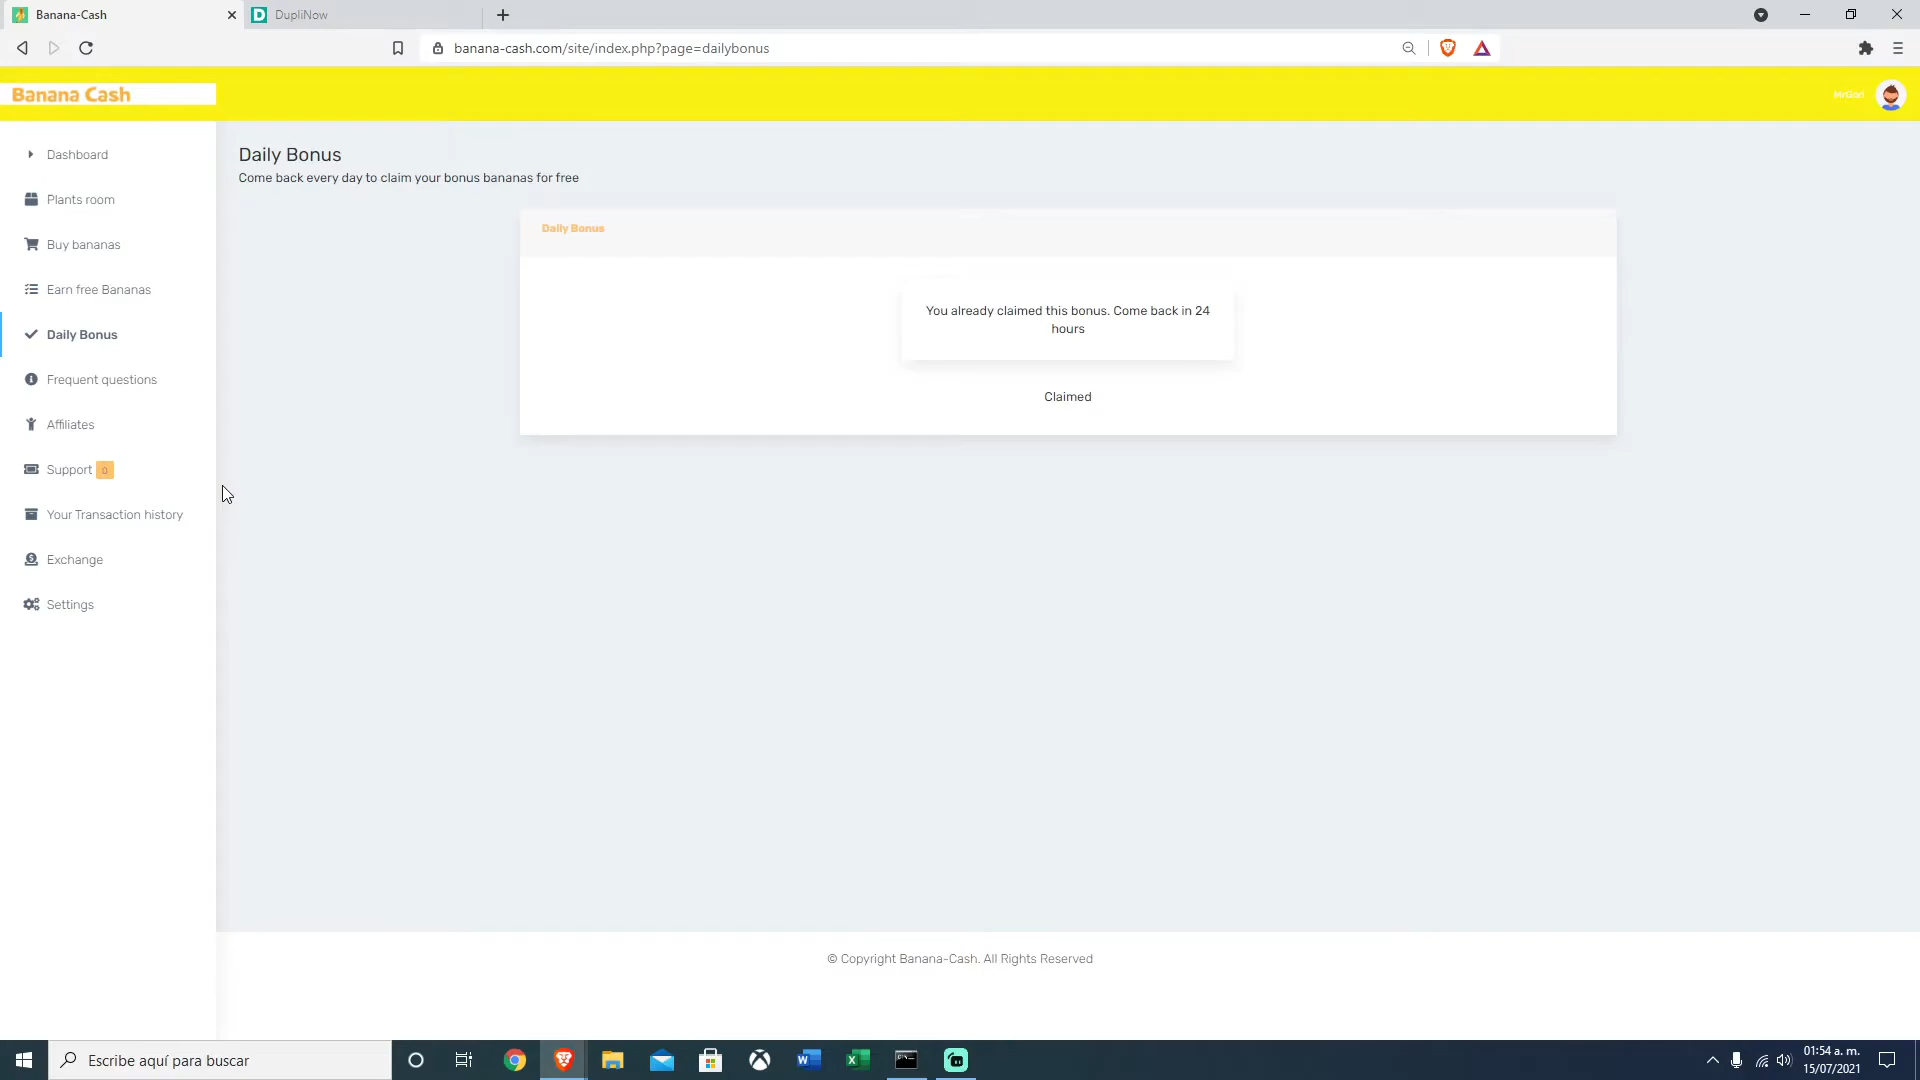 Banana-Cash
DupliNow
banana-cash.com/site/index.php?page=dailybonus
Banana Cash
MrGori
Dashboard
Plants room
Buy bananas
Earn free Bananas
Daily Bonus
Frequent questions
Affiliates
Support 0
Your Transaction history
Exchange
Settings
Daily Bonus
Come back every day to claim your bonus bananas for free
Daily Bonus
You already claimed this bonus. Come back in 24
hours
Claimed
© Copyright Banana-Cash. All Rights Reserved
Escribe aquí para buscar
01:54 a. m.
15/07/2021